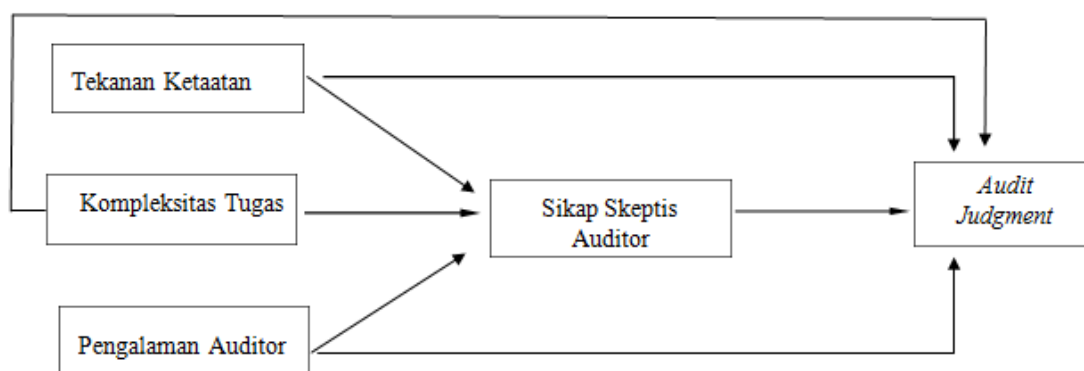 Tekanan Ketaatan
Kompleksitas Tugas
Sikap Skeptis
Auditor
Audit
Judgment
Pengalaman Auditor